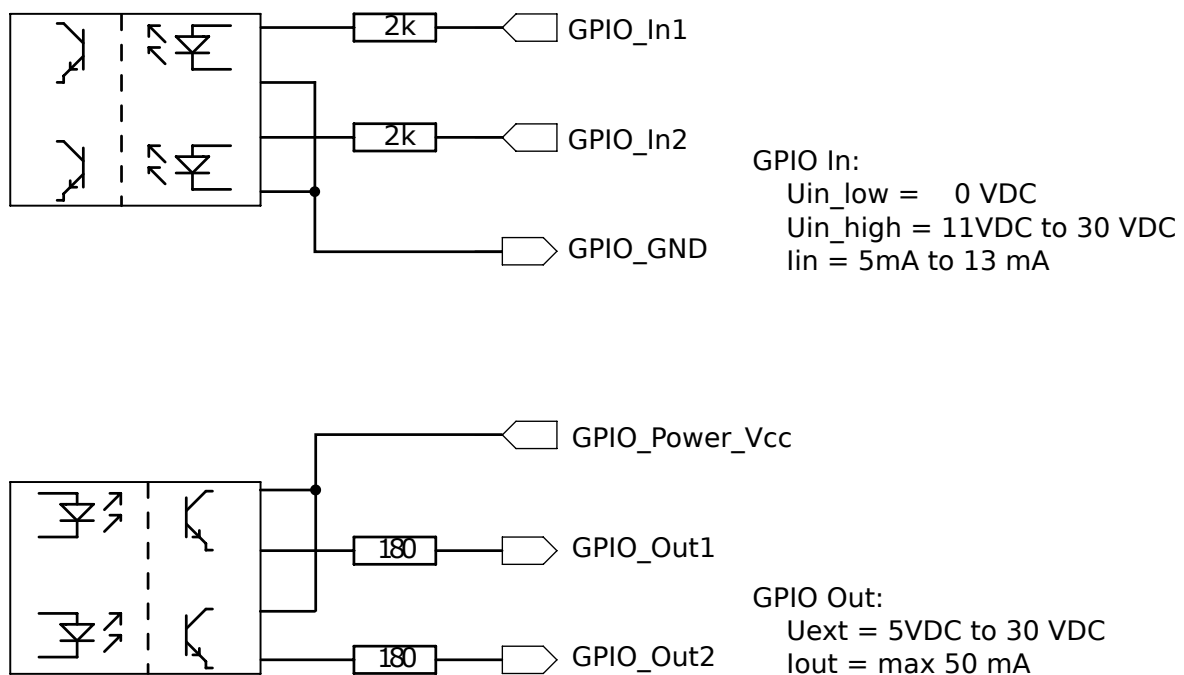 2k
GPIO_In1
2k
GPIO_In2
GPIO_GND
GPIO In:
Uin_low = 0 VDC
Uin_high = 11VDC to 30 VDC
Iin = 5mA to 13 mA
GPIO_Power_Vcc
180
GPIO_Out1
180
GPIO_Out2
GPIO Out:
Uext = 5VDC to 30 VDC
Iout = max 50 mA